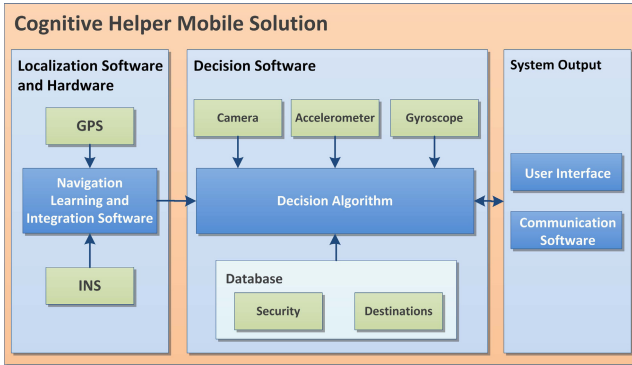 Cognitive Helper Mobile Solution
Localization Software
and Hardware
GPS
Navigation
Learning and
Integration Software
INS
Decision Software
Camera
Accelerometer
Gyroscope
Decision Algorithm
Database
Security
Destinations
System Output
User Interface
Communication
Software